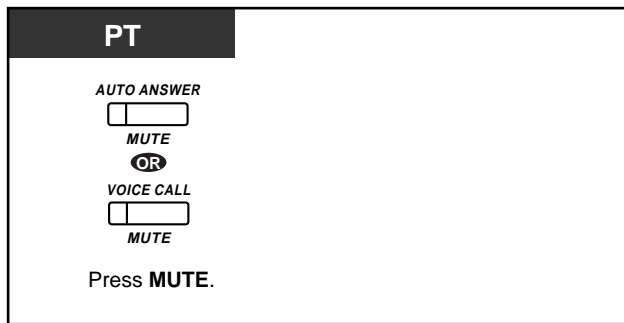 PT
AUTO ANSWER
MUTE
OR
VOICE CALL
MUTE
Press MUTE.